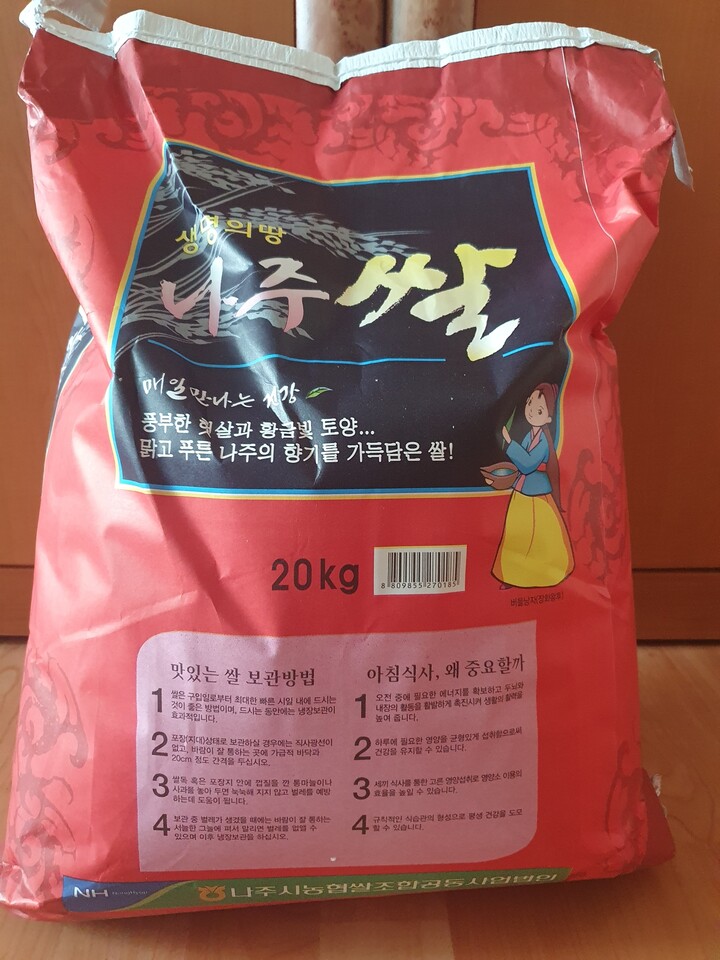 생명의땅
나주쌀
매일 만나는 건강
풍부한 햇살과 황금빛 토양...
맑고 푸른 나주의 향기를 가득담은 쌀!
20kg
8 809855 270185
버들낭자(장화왕후)
맛있는 쌀 보관방법
1 쌀은 구입일로부터 최대한 빠른 시일 내에 드시는
것이 좋은 방법이며, 드시는 동안에는 냉장보관이
효과적입니다.
2 포장(지대)상태로 보관하실 경우에는 직사광선이
없고, 바람이 잘 통하는 곳에 가급적 바닥과
20cm 정도 간격을 두십시오.
3 쌀독 혹은 포장지 안에 껍질을 깐 통마늘이나
사과를 놓아 두면 눅눅해 지지 않고 벌레를 예방
하는데 도움이 됩니다.
4 보관 중 벌레가 생겼을 때에는 바람이 잘 통하는
서늘한 그늘에 펴서 말리면 벌레를 없앨 수
있으며 이후 냉장보관을 하십시오.
아침식사, 왜 중요할까
1 오전 중에 필요한 에너지를 확보하고 두뇌와
내장의 활동을 활발하게 촉진시켜 생활의 활력을
높여 줍니다.
2 하루에 필요한 영양을 균형있게 섭취함으로써
건강을 유지할 수 있습니다.
3 세끼 식사를 통한 고른 영양섭취로 영양소 이용의
효율을 높일 수 있습니다.
4 규칙적인 식습관의 형성으로 평생 건강을 도모
할 수 있습니다.
NH NongHyup
나주시농협쌀조합공동사업법인